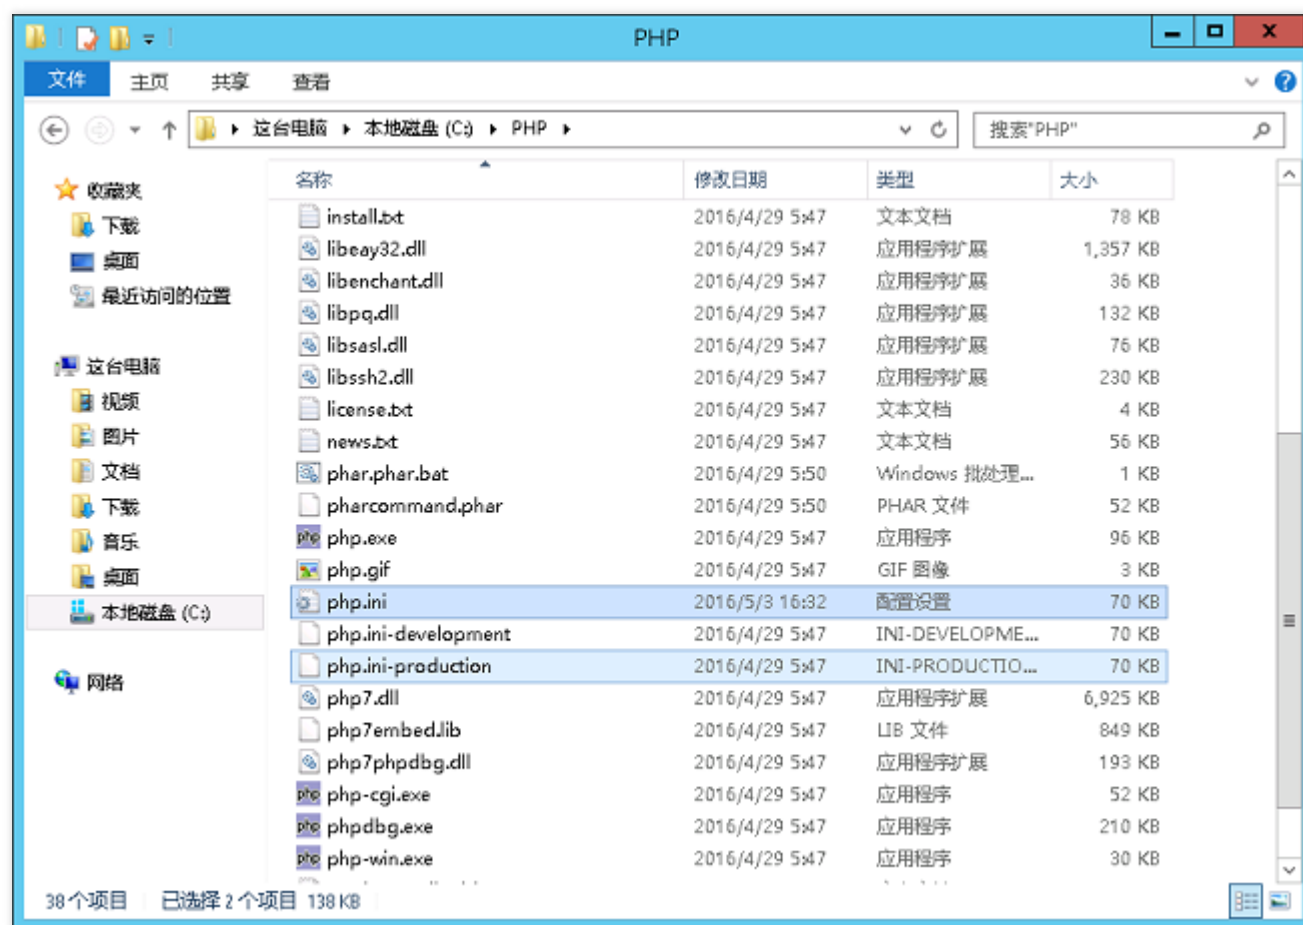 PHP
文件 主页 共享 查看
这台电脑 本地磁盘 (C:) PHP 搜索"PHP"
名称 修改日期 类型 大小
收藏夹
下载
桌面
最近访问的位置
这台电脑
视频
图片
文档
下载
音乐
桌面
本地磁盘 (C:)
网络
install.txt 2016/4/29 5:47 文本文档 78 KB
libeay32.dll 2016/4/29 5:47 应用程序扩展 1,357 KB
libenchant.dll 2016/4/29 5:47 应用程序扩展 36 KB
libpq.dll 2016/4/29 5:47 应用程序扩展 132 KB
libsasl.dll 2016/4/29 5:47 应用程序扩展 76 KB
libssh2.dll 2016/4/29 5:47 应用程序扩展 230 KB
license.txt 2016/4/29 5:47 文本文档 4 KB
news.txt 2016/4/29 5:47 文本文档 56 KB
phar.phar.bat 2016/4/29 5:50 Windows 批处理... 1 KB
pharcommand.phar 2016/4/29 5:50 PHAR 文件 52 KB
php.exe 2016/4/29 5:47 应用程序 96 KB
php.gif 2016/4/29 5:47 GIF 图像 3 KB
php.ini 2016/5/3 16:32 配置设置 70 KB
php.ini-development 2016/4/29 5:47 INI-DEVELOPME... 70 KB
php.ini-production 2016/4/29 5:47 INI-PRODUCTIO... 70 KB
php7.dll 2016/4/29 5:47 应用程序扩展 6,925 KB
php7embed.lib 2016/4/29 5:47 LIB 文件 849 KB
php7phpdbg.dll 2016/4/29 5:47 应用程序扩展 193 KB
php-cgi.exe 2016/4/29 5:47 应用程序 52 KB
phpdbg.exe 2016/4/29 5:47 应用程序 210 KB
php-win.exe 2016/4/29 5:47 应用程序 30 KB
38 个项目 已选择 2 个项目 138 KB